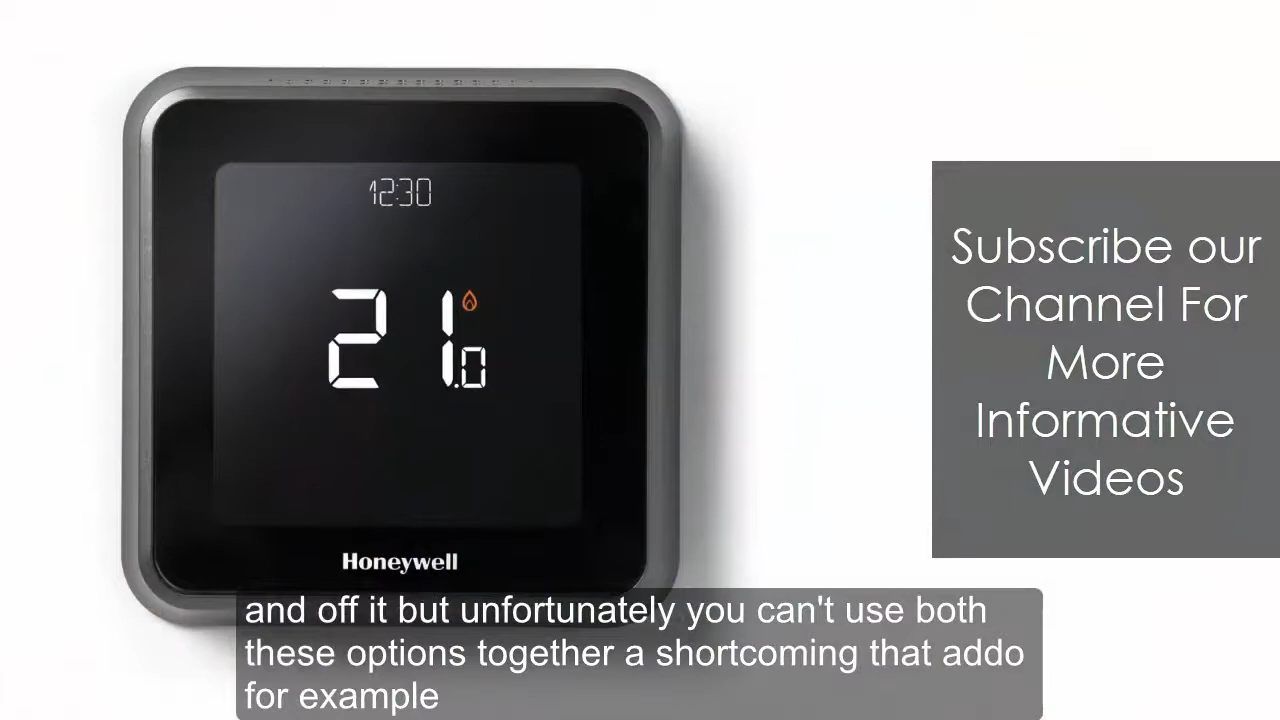 12:30
21.0
Honeywell
Subscribe our
Channel For
More
Informative
Videos
and off it but unfortunately you can't use both
these options together a shortcoming that addo
for example